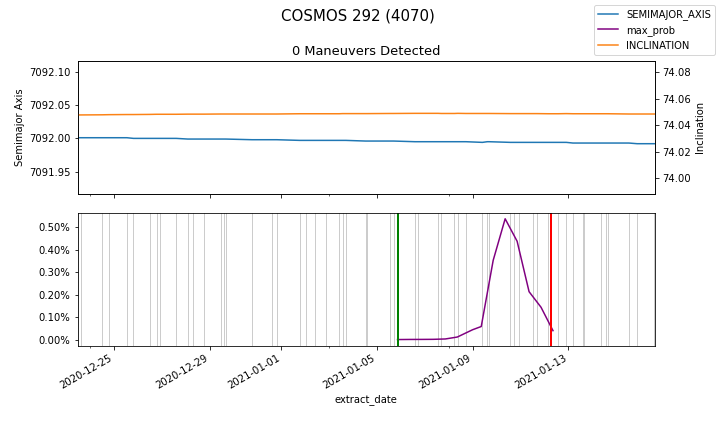 COSMOS 292 (4070)
SEMIMAJOR_AXIS
max_prob
INCLINATION
0 Maneuvers Detected
7092.10
7092.05
7092.00
7091.95
Semimajor Axis
74.08
74.06
74.04
74.02
74.00
Inclination
0.50%
0.40%
0.30%
0.20%
0.10%
0.00%
2020-12-25
2020-12-29
2021-01-01
2021-01-05
2021-01-09
2021-01-13
extract_date